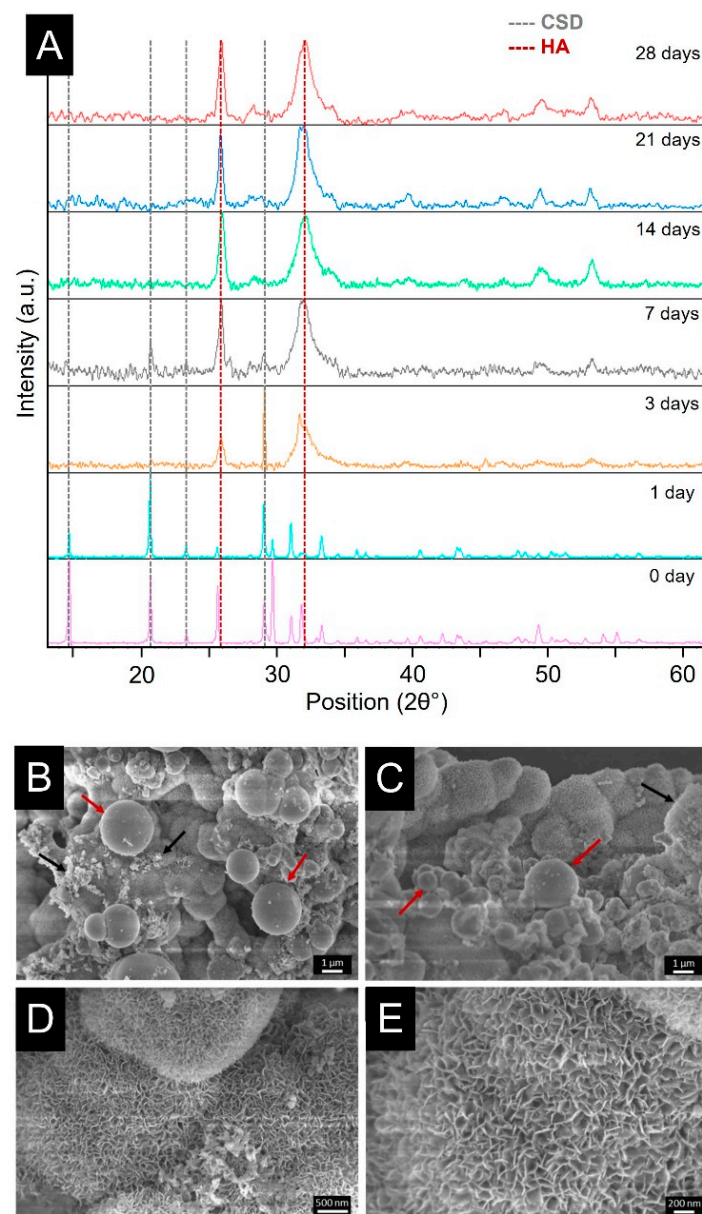 A
CSD
HA
28 days
21 days
14 days
7 days
3 days
1 day
0 day
Intensity (a.u.)
20 30 40 50 60
Position (2θ°)
B
1 µm
C
1 µm
D
500 nm
E
200 nm